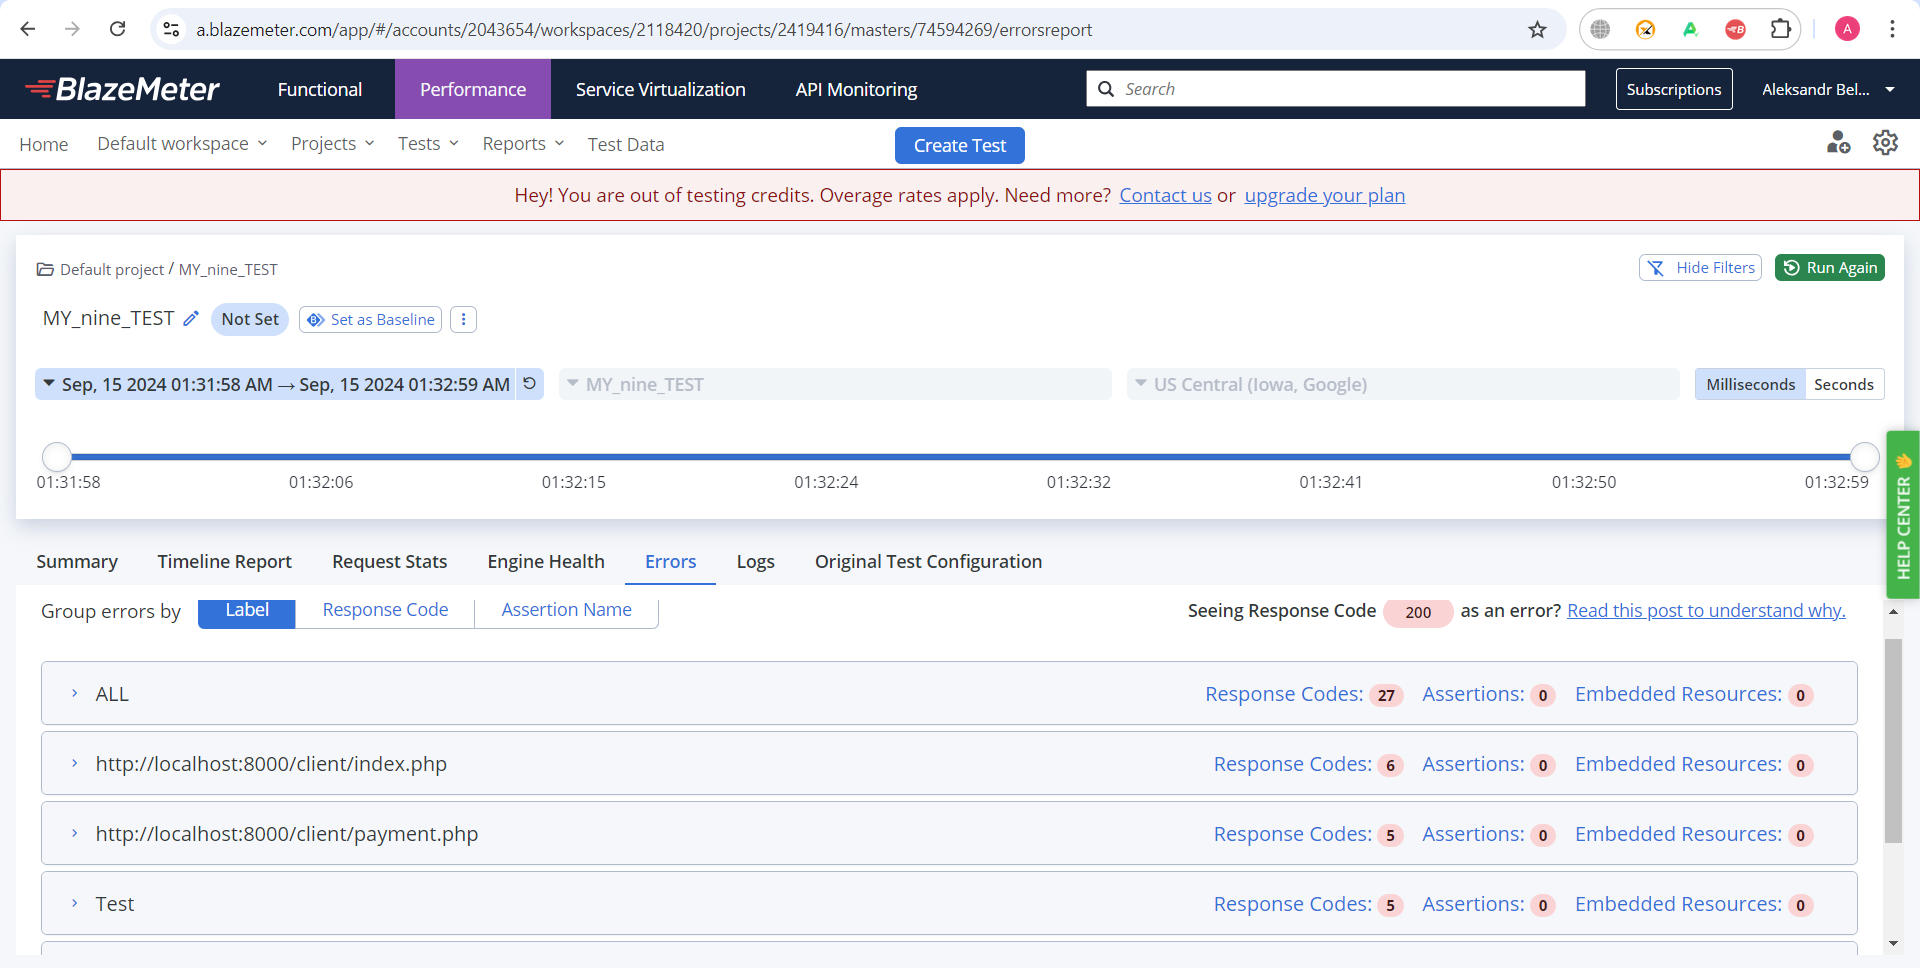 a.blazemeter.com/app/#/accounts/2043654/workspaces/2118420/projects/2419416/masters/74594269/errorsreport
A
BlazeMeter Functional Performance Service Virtualization API Monitoring Search Subscriptions Aleksandr Bel...
Home Default workspace Projects Tests Reports Test Data Create Test
Hey! You are out of testing credits. Overage rates apply. Need more? Contact us or upgrade your plan
Default project / MY_nine_TEST Hide Filters Run Again
MY_nine_TEST Not Set Set as Baseline
Sep, 15 2024 01:31:58 AM → Sep, 15 2024 01:32:59 AM MY_nine_TEST US Central (Iowa, Google) Milliseconds Seconds
01:31:58 01:32:06 01:32:15 01:32:24 01:32:32 01:32:41 01:32:50 01:32:59
HELP CENTER
Summary Timeline Report Request Stats Engine Health Errors Logs Original Test Configuration
Group errors by Label Response Code Assertion Name Seeing Response Code 200 as an error? Read this post to understand why.
ALL Response Codes: 27 Assertions: 0 Embedded Resources: 0
http://localhost:8000/client/index.php Response Codes: 6 Assertions: 0 Embedded Resources: 0
http://localhost:8000/client/payment.php Response Codes: 5 Assertions: 0 Embedded Resources: 0
Test Response Codes: 5 Assertions: 0 Embedded Resources: 0